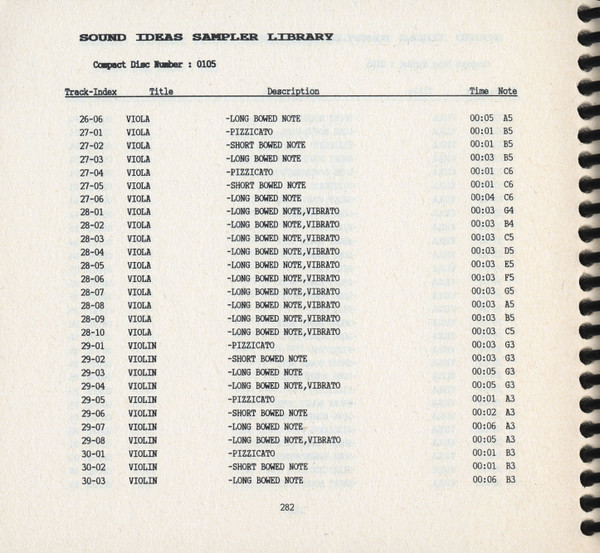 SOUND IDEAS SAMPLER LIBRARY
Compact Disc Number : 0105
Track-Index Title Description Time Note
26-06 VIOLA -LONG BOWED NOTE 00:05 A5
27-01 VIOLA -PIZZICATO 00:01 B5
27-02 VIOLA -SHORT BOWED NOTE 00:01 B5
27-03 VIOLA -LONG BOWED NOTE 00:03 B5
27-04 VIOLA -PIZZICATO 00:01 C6
27-05 VIOLA -SHORT BOWED NOTE 00:01 C6
27-06 VIOLA -LONG BOWED NOTE 00:04 C6
28-01 VIOLA -LONG BOWED NOTE,VIBRATO 00:03 G4
28-02 VIOLA -LONG BOWED NOTE,VIBRATO 00:03 B4
28-03 VIOLA -LONG BOWED NOTE,VIBRATO 00:03 C5
28-04 VIOLA -LONG BOWED NOTE,VIBRATO 00:03 D5
28-05 VIOLA -LONG BOWED NOTE,VIBRATO 00:03 E5
28-06 VIOLA -LONG BOWED NOTE,VIBRATO 00:03 F5
28-07 VIOLA -LONG BOWED NOTE,VIBRATO 00:03 G5
28-08 VIOLA -LONG BOWED NOTE,VIBRATO 00:03 A5
28-09 VIOLA -LONG BOWED NOTE,VIBRATO 00:03 B5
28-10 VIOLA -LONG BOWED NOTE,VIBRATO 00:03 C5
29-01 VIOLIN -PIZZICATO 00:03 G3
29-02 VIOLIN -SHORT BOWED NOTE 00:03 G3
29-03 VIOLIN -LONG BOWED NOTE 00:05 G3
29-04 VIOLIN -LONG BOWED NOTE,VIBRATO 00:05 G3
29-05 VIOLIN -PIZZICATO 00:01 A3
29-06 VIOLIN -SHORT BOWED NOTE 00:02 A3
29-07 VIOLIN -LONG BOWED NOTE 00:06 A3
29-08 VIOLIN -LONG BOWED NOTE,VIBRATO 00:05 A3
30-01 VIOLIN -PIZZICATO 00:01 B3
30-02 VIOLIN -SHORT BOWED NOTE 00:01 B3
30-03 VIOLIN -LONG BOWED NOTE 00:06 B3
282